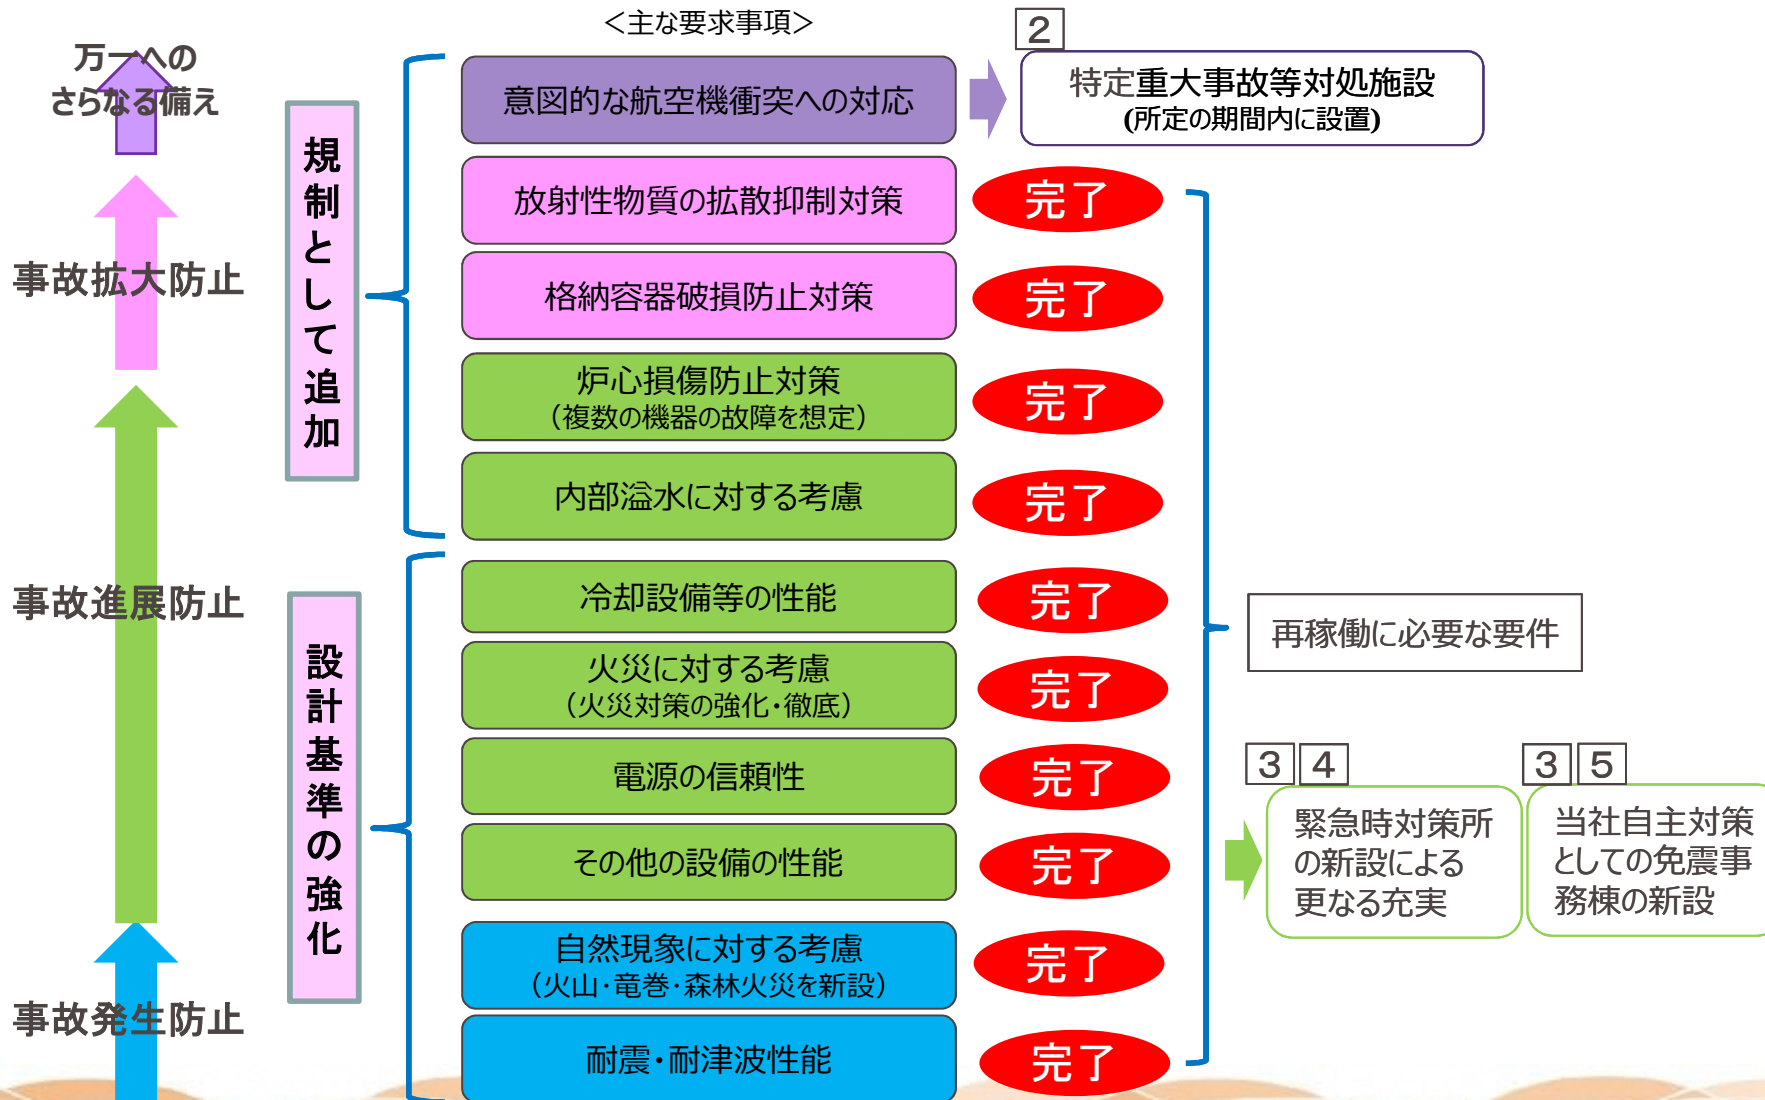 ＜主な要求事項＞
万一への
さらなる備え
事故拡大防止
事故進展防止
事故発生防止
規制として追加
設計基準の強化
意図的な航空機衝突への対応
2
特定重大事故等対処施設
(所定の期間内に設置)
放射性物質の拡散抑制対策
完了
格納容器破損防止対策
完了
炉心損傷防止対策
（複数の機器の故障を想定）
完了
内部溢水に対する考慮
完了
冷却設備等の性能
完了
火災に対する考慮
（火災対策の強化・徹底）
完了
電源の信頼性
完了
その他の設備の性能
完了
自然現象に対する考慮
（火山・竜巻・森林火災を新設）
完了
耐震・耐津波性能
完了
再稼働に必要な要件
3 4
緊急時対策所
の新設による
更なる充実
3 5
当社自主対策
としての免震事
務棟の新設